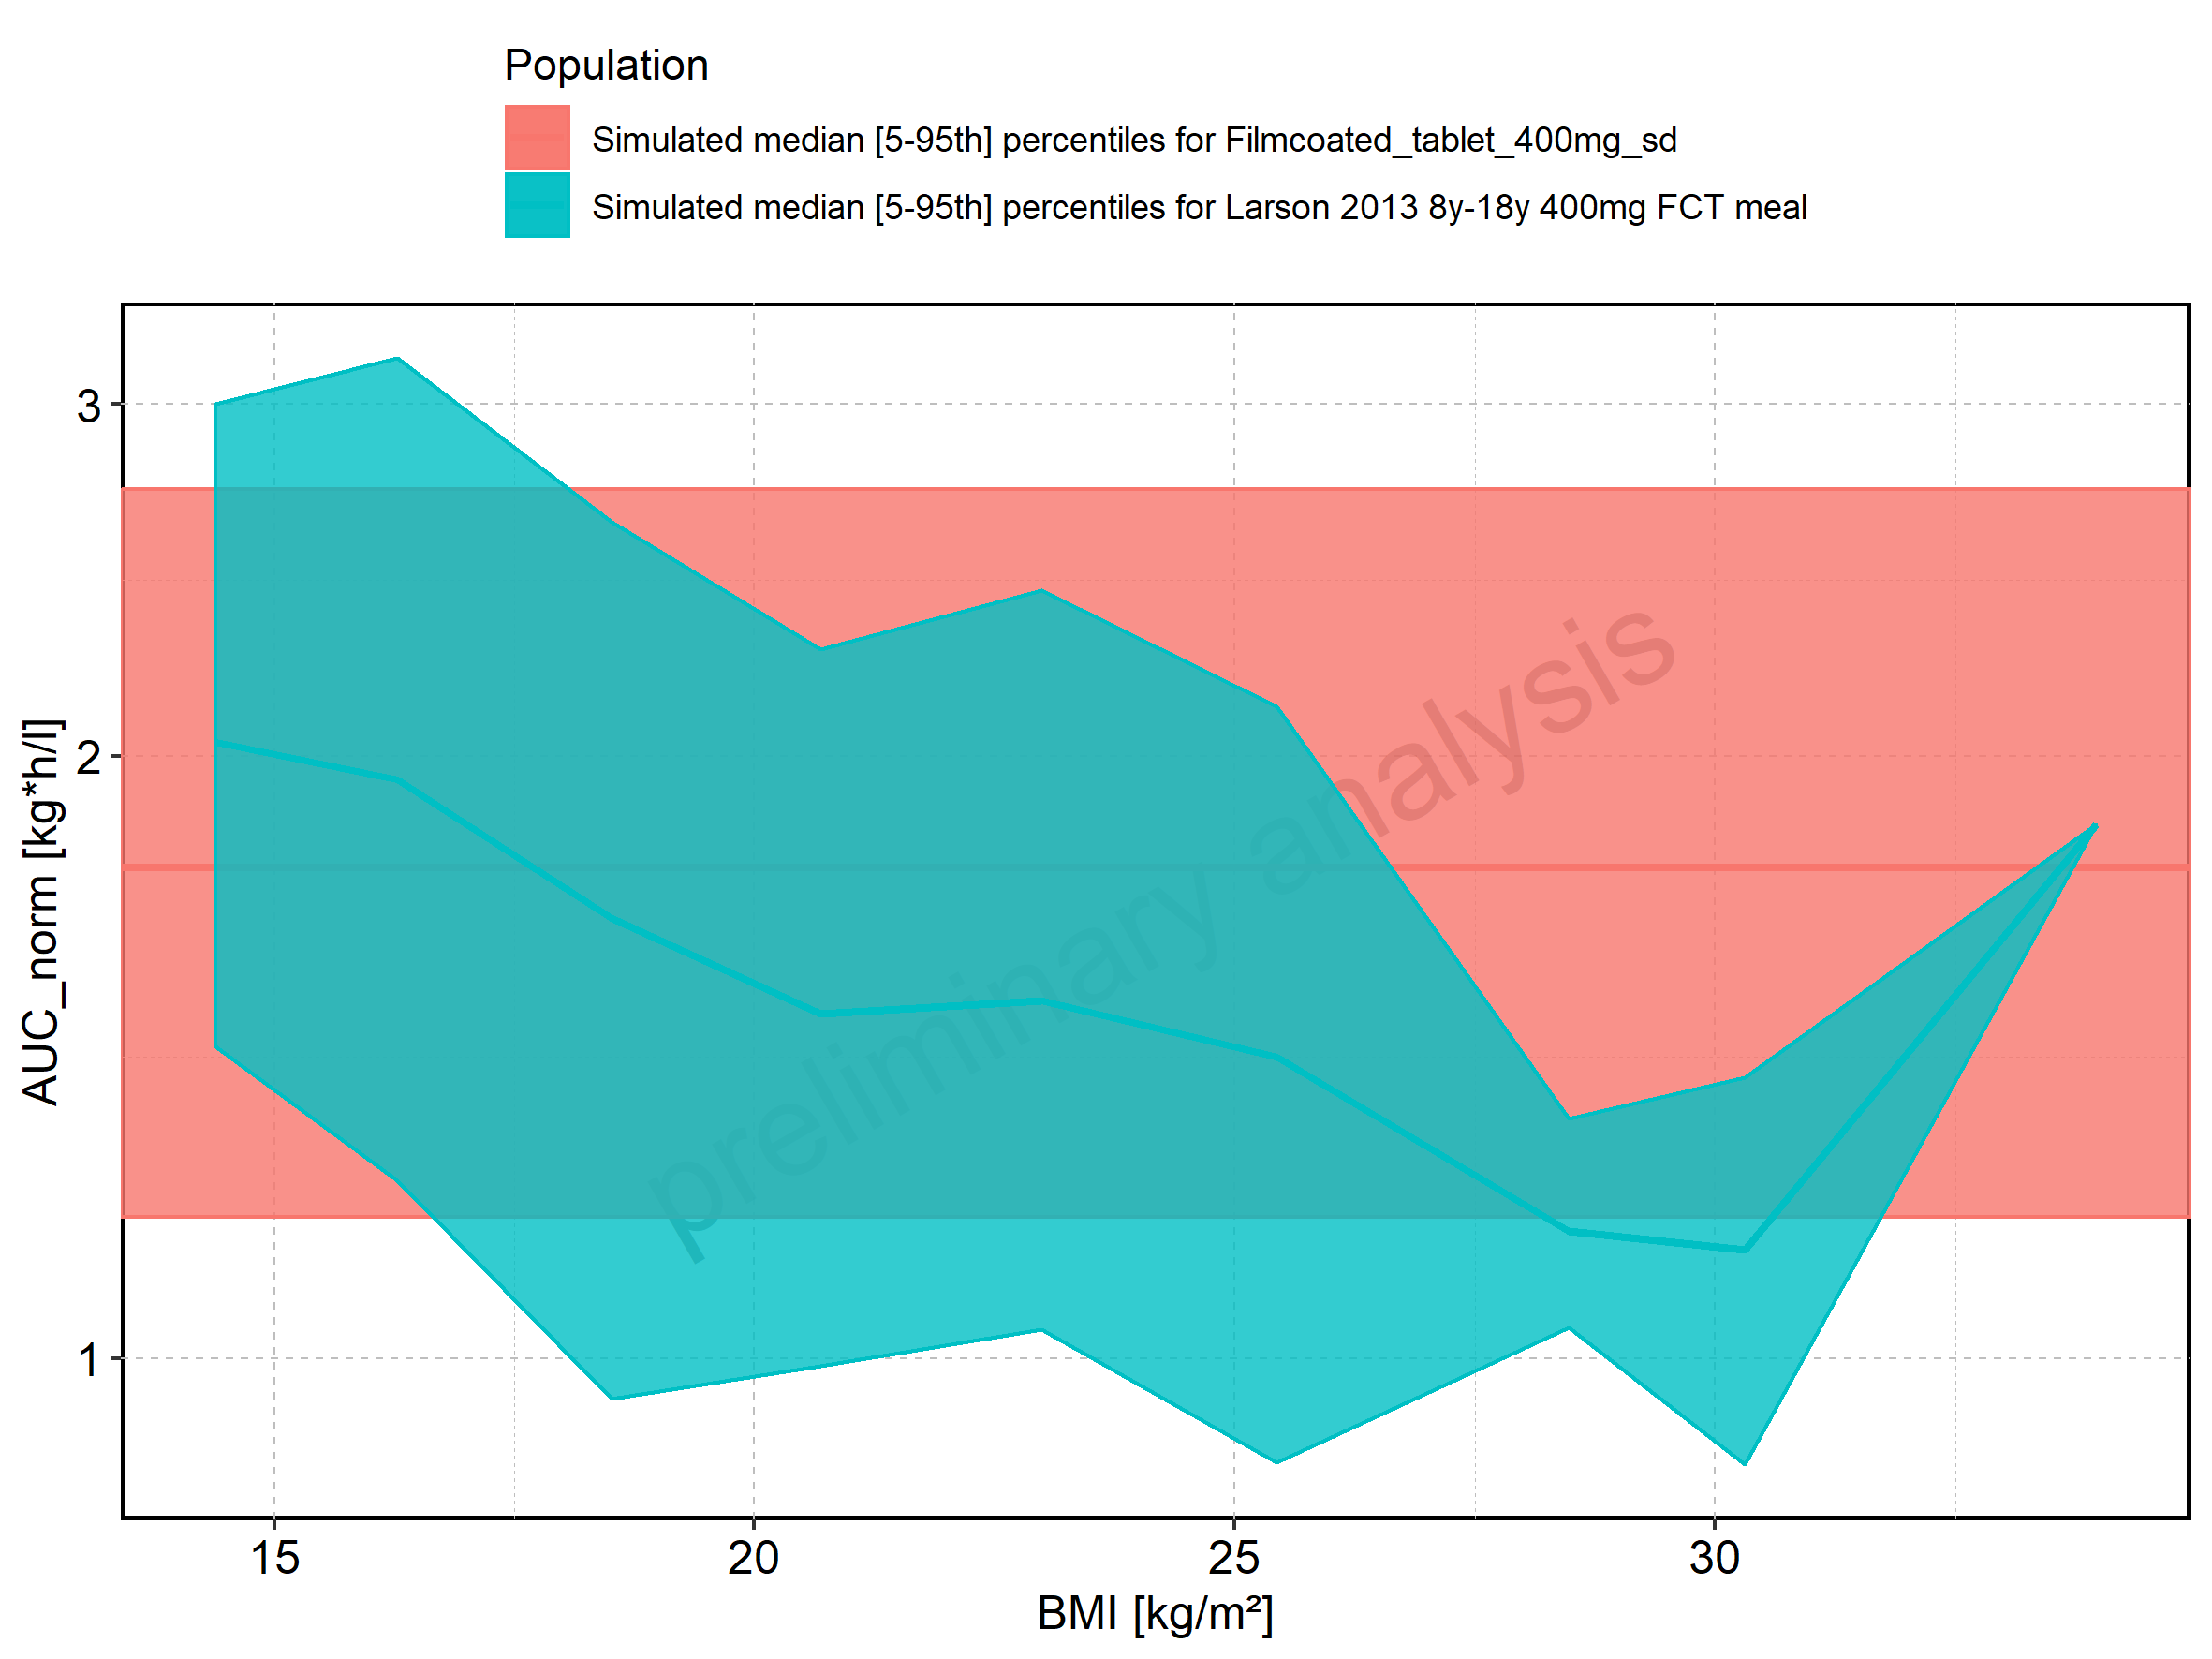 Population
Simulated median [5-95th] percentiles for Filmcoated_tablet_400mg_sd
Simulated median [5-95th] percentiles for Larson 2013 8y-18y 400mg FCT meal
3
2
1
AUC_norm [kg*h/l]
preliminary analysis
15 20 25 30
BMI [kg/m²]